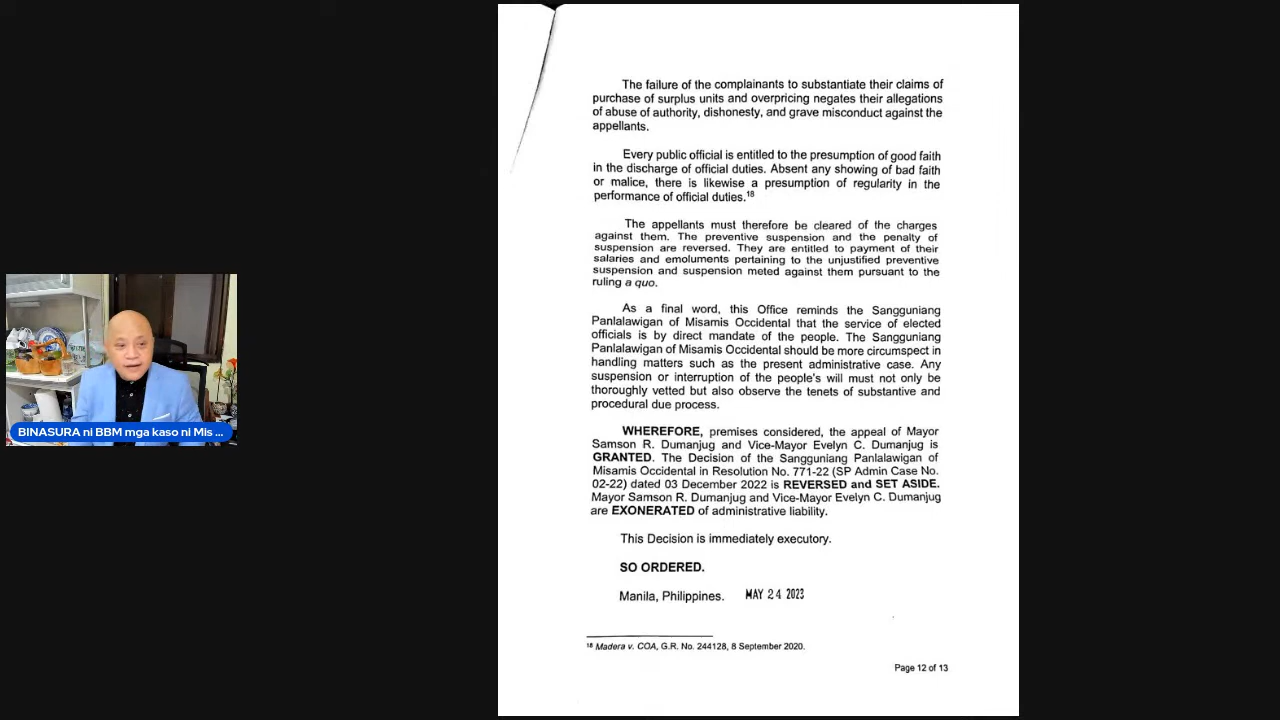 The failure of the complainants to substantiate their claims of
purchase of surplus units and overpricing negates their allegations
of abuse of authority, dishonesty, and grave misconduct against the
appellants.
Every public official is entitled to the presumption of good faith
in the discharge of official duties. Absent any showing of bad faith
or malice, there is likewise a presumption of regularity in the
performance of official duties.18
The appellants must therefore be cleared of the charges
against them. The preventive suspension and the penalty of
suspension are reversed. They are entitled to payment of their
salaries and emoluments pertaining to the unjustified preventive
suspension and suspension meted against them pursuant to the
ruling a quo.
As a final word, this Office reminds the Sangguniang
Panlalawigan of Misamis Occidental that the service of elected
officials is by direct mandate of the people. The Sangguniang
Panlalawigan of Misamis Occidental should be more circumspect in
handling matters such as the present administrative case. Any
suspension or interruption of the people's will must not only be
thoroughly vetted but also observe the tenets of substantive and
procedural due process.
WHEREFORE, premises considered, the appeal of Mayor
Samson R. Dumanjug and Vice-Mayor Evelyn C. Dumanjug is
GRANTED. The Decision of the Sangguniang Panlalawigan of
Misamis Occidental in Resolution No. 771-22 (SP Admin Case No.
02-22) dated 03 December 2022 is REVERSED and SET ASIDE.
Mayor Samson R. Dumanjug and Vice-Mayor Evelyn C. Dumanjug
are EXONERATED of administrative liability.
This Decision is immediately executory.
SO ORDERED.
Manila, Philippines. MAY 24 2023
18 Madera v. COA, G.R. No. 244128, 8 September 2020.
Page 12 of 13
BINASURA ni BBM mga kaso ni Mis ...